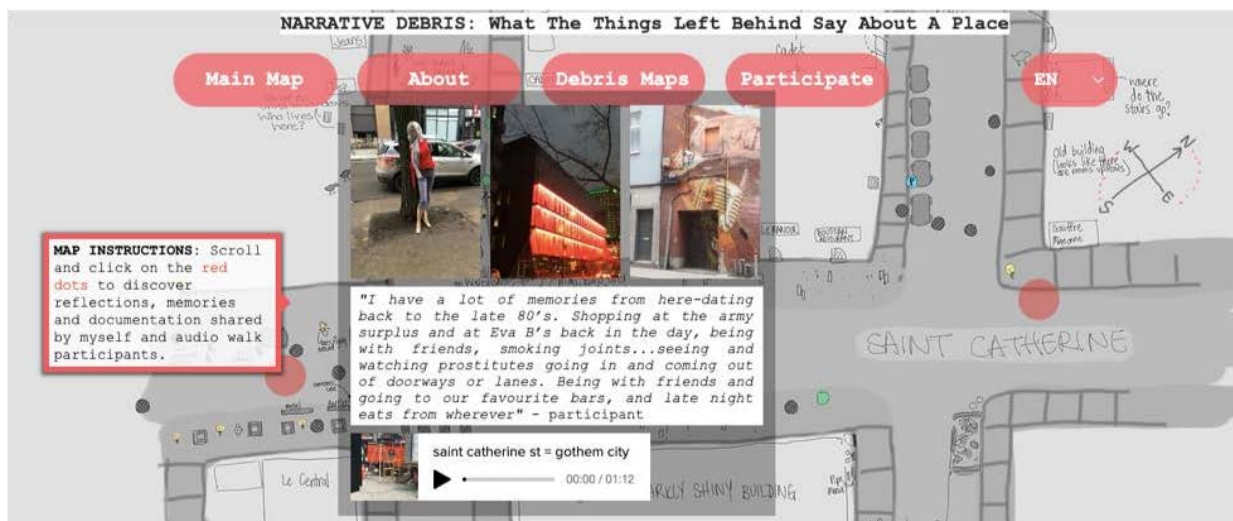 NARRATIVE DEBRIS: What The Things Left Behind Say About A Place
Main Map
About
Debris Maps
Participate
EN
jeans
Who lives
here?
where
do the
stairs go?
Old building
(looks like there
are rooms upstairs)
N
W
S
E
MAP INSTRUCTIONS: Scroll
and click on the red
dots to discover
reflections, memories
and documentation shared
by myself and audio walk
participants.
"I have a lot of memories from here-dating
back to the late 80's. Shopping at the army
surplus and at Eva B's back in the day, being
with friends, smoking joints...seeing and
watching prostitutes going in and coming out
of doorways or lanes. Being with friends and
going to our favourite bars, and late night
eats from wherever" - participant
SAINT CATHERINE
saint catherine st = gothem city
00:00 / 01:12
Le Central
ARKLY SHINY BUILDING